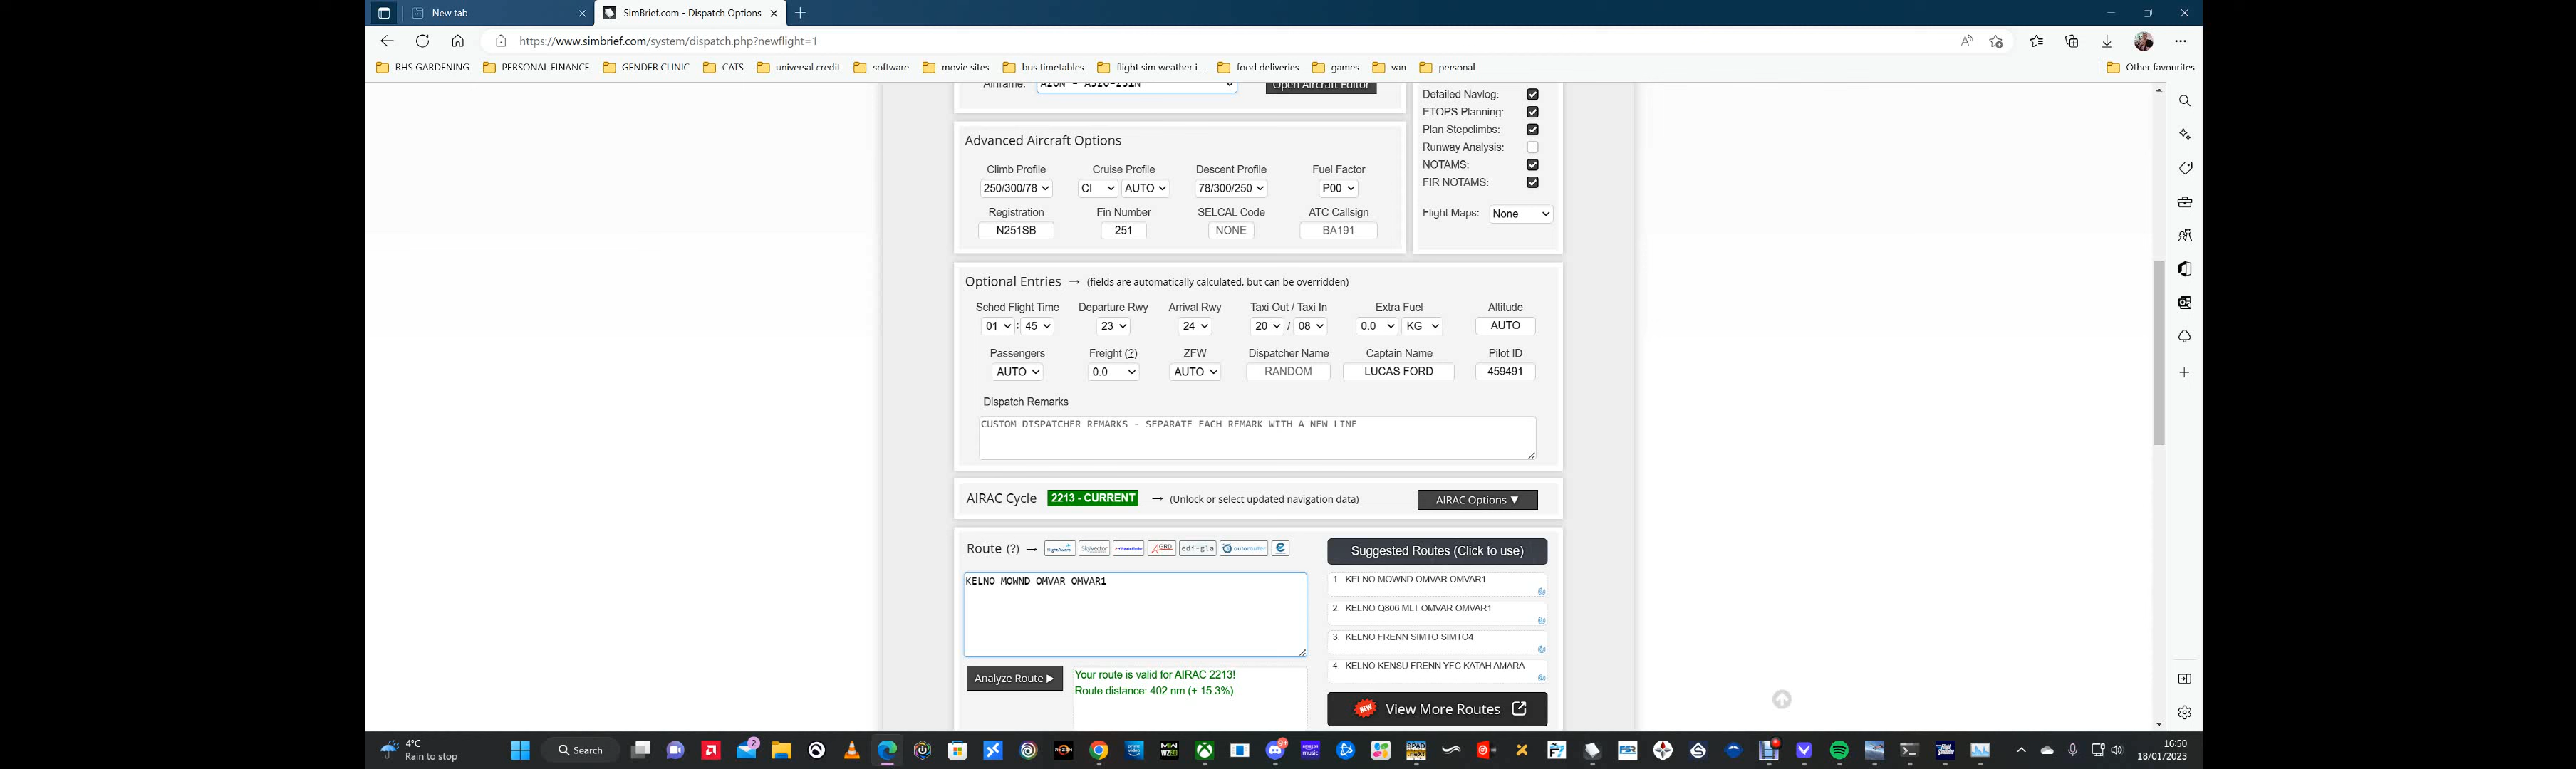 New tab
SimBrief.com - Dispatch Options
https://www.simbrief.com/system/dispatch.php?newflight=1
RHS GARDENING PERSONAL FINANCE GENDER CLINIC CATS universal credit software movie sites bus timetables flight sim weather i... food deliveries games van personal Other favourites
Airframe: A20N - A320-251N Open Aircraft Editor
Detailed Navlog:
ETOPS Planning:
Plan Stepclimbs:
Runway Analysis:
NOTAMS:
FIR NOTAMS:
Flight Maps: None
Advanced Aircraft Options
Climb Profile Cruise Profile Descent Profile Fuel Factor
250/300/78 CI AUTO 78/300/250 P00
Registration Fin Number SELCAL Code ATC Callsign
N251SB 251 NONE BA191
Optional Entries → (fields are automatically calculated, but can be overridden)
Sched Flight Time Departure Rwy Arrival Rwy Taxi Out / Taxi In Extra Fuel Altitude
01 : 45 23 24 20 / 08 0.0 KG AUTO
Passengers Freight (?) ZFW Dispatcher Name Captain Name Pilot ID
AUTO 0.0 AUTO RANDOM LUCAS FORD 459491
Dispatch Remarks
CUSTOM DISPATCHER REMARKS - SEPARATE EACH REMARK WITH A NEW LINE
AIRAC Cycle 2213 - CURRENT → (Unlock or select updated navigation data) AIRAC Options ▼
Route (?) → SkyVector edi-gla autorouter
KELNO MOWND OMVAR OMVAR1
Analyze Route ▶
Your route is valid for AIRAC 2213!
Route distance: 402 nm (+ 15.3%).
Suggested Routes (Click to use)
1. KELNO MOWND OMVAR OMVAR1
2. KELNO Q806 MLT OMVAR OMVAR1
3. KELNO FRENN SIMTO SIMTO4
4. KELNO KENSU FRENN YFC KATAH AMARA
NEW View More Routes
4°C
Rain to stop
Search
2
9+
16:50
18/01/2023